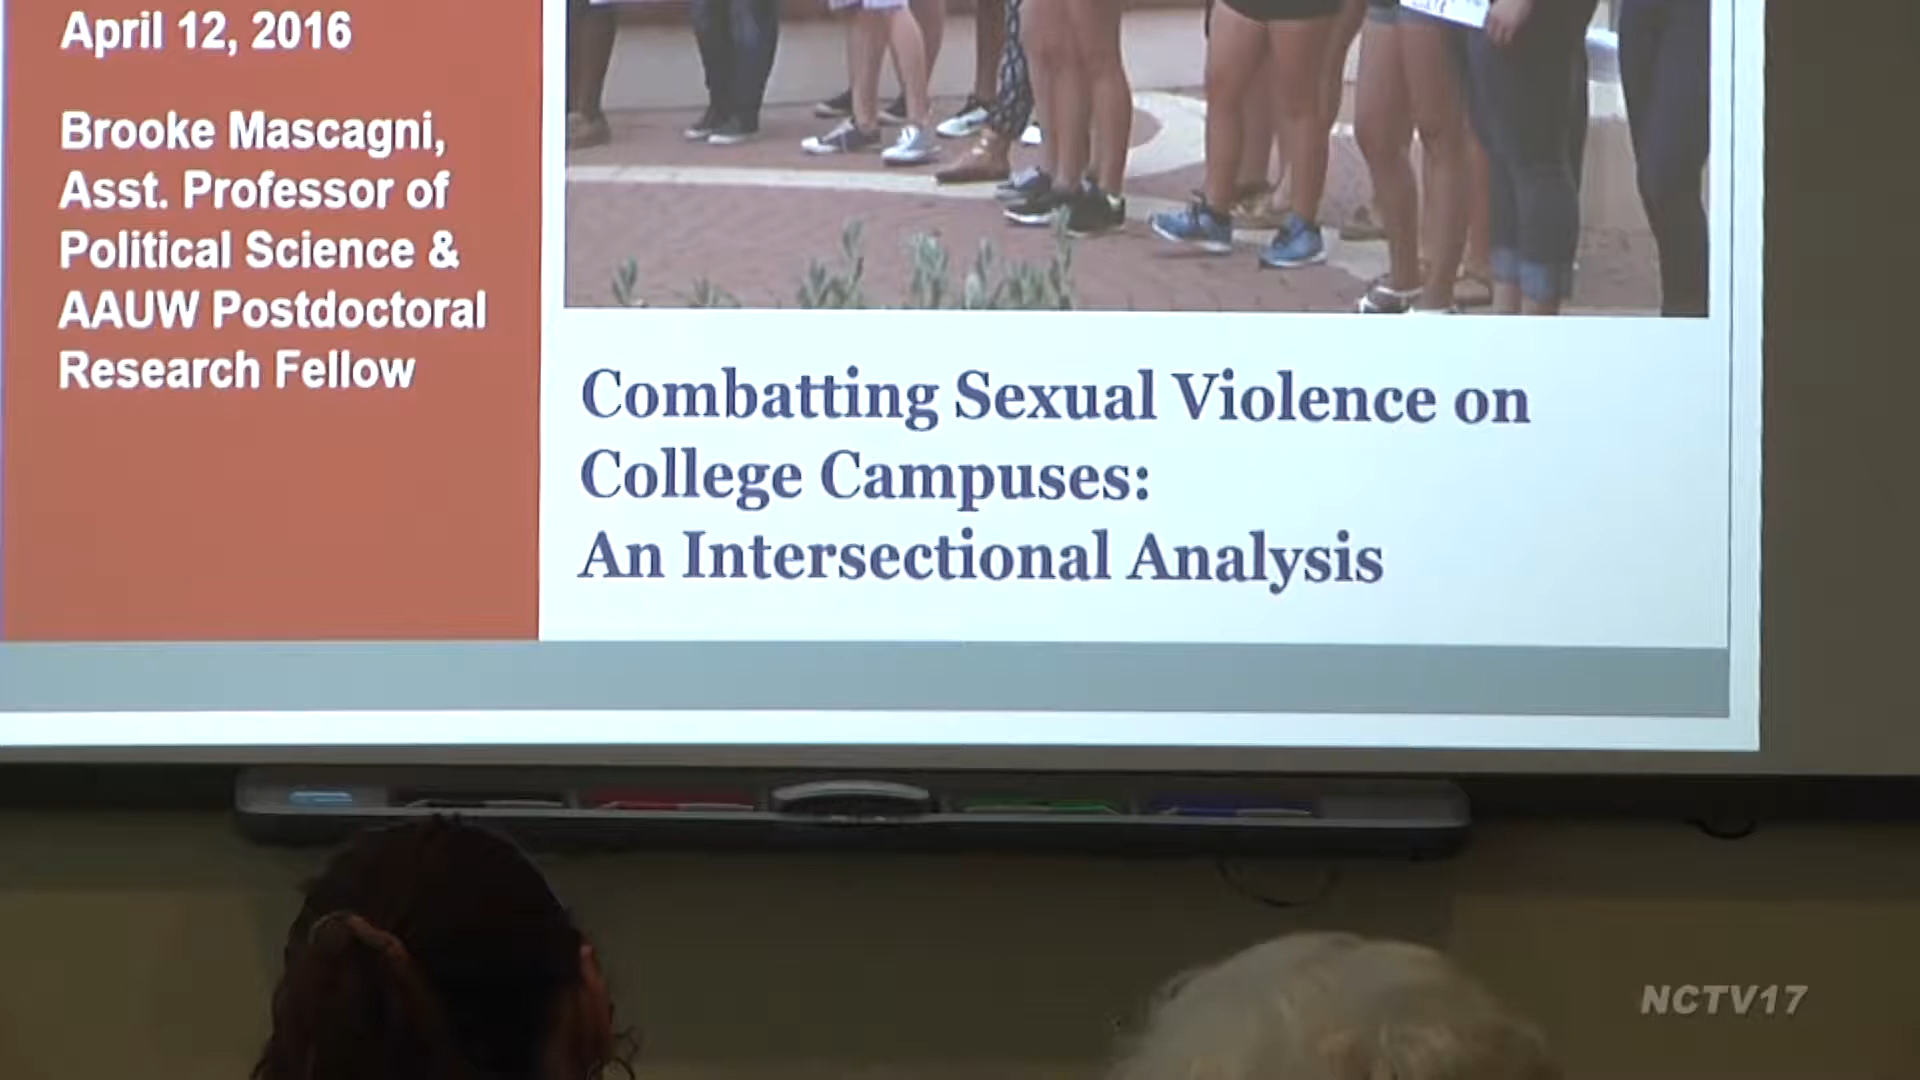 April 12, 2016
Brooke Mascagni,
Asst. Professor of
Political Science &
AAUW Postdoctoral
Research Fellow
Combatting Sexual Violence on
College Campuses:
An Intersectional Analysis
NCTV17